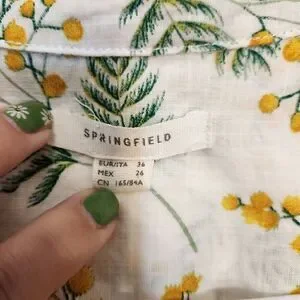 SPRINGFIELD
EUR/ITA 36
MEX 26
CN 165/84A